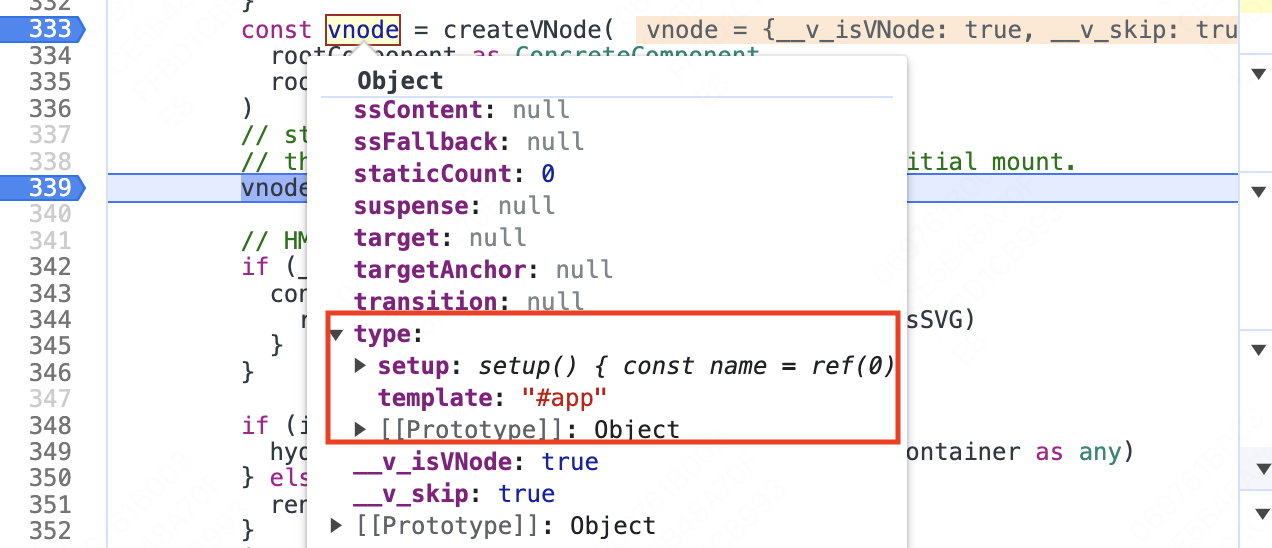 332 }
333 const vnode = createVNode( vnode = {__v_isVNode: true, __v_skip: tru
334 rootComponent as ConcreteComponent
335
336 )
337 // st
338 // th itial mount.
339 vnode
340
341 // HM
342 if (_
343 con
344 r sSVG)
345 }
346 }
347
348 if (i
349 hyd ontainer as any)
350 } els
351 ren
352 }
Object
ssContent: null
ssFallback: null
staticCount: 0
suspense: null
target: null
targetAnchor: null
transition: null
type:
setup: setup() { const name = ref(0)
template: "#app"
[[Prototype]]: Object
__v_isVNode: true
__v_skip: true
[[Prototype]]: Object